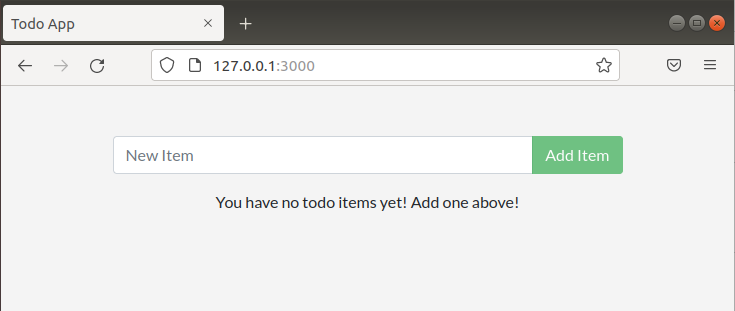 Todo App
127.0.0.1:3000
New Item
Add Item
You have no todo items yet! Add one above!